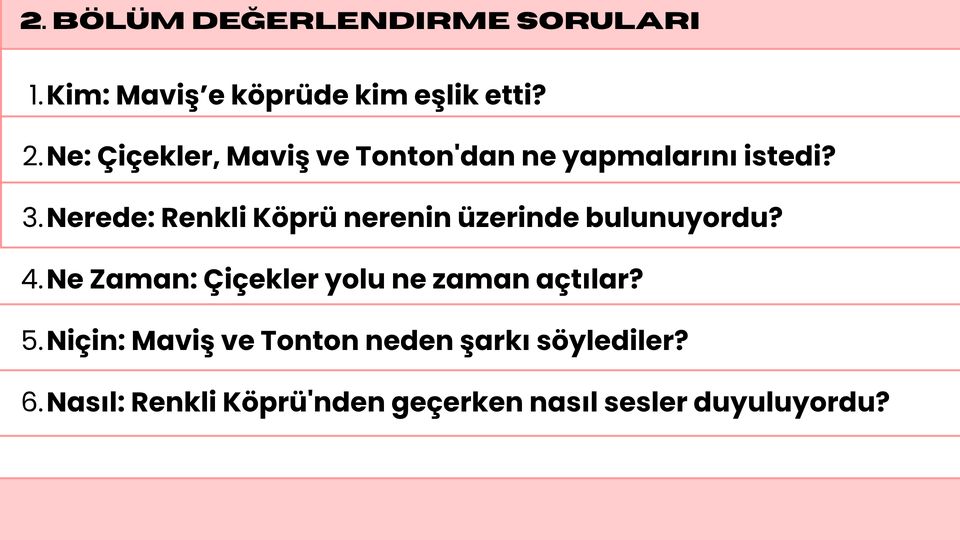 2. BÖLÜM DEĞERLENDIRME SORULARI
1. Kim: Maviş’e köprüde kim eşlik etti?
2. Ne: Çiçekler, Maviş ve Tonton'dan ne yapmalarını istedi?
3. Nerede: Renkli Köprü nerenin üzerinde bulunuyordu?
4. Ne Zaman: Çiçekler yolu ne zaman açtılar?
5. Niçin: Maviş ve Tonton neden şarkı söylediler?
6. Nasıl: Renkli Köprü'nden geçerken nasıl sesler duyuluyordu?